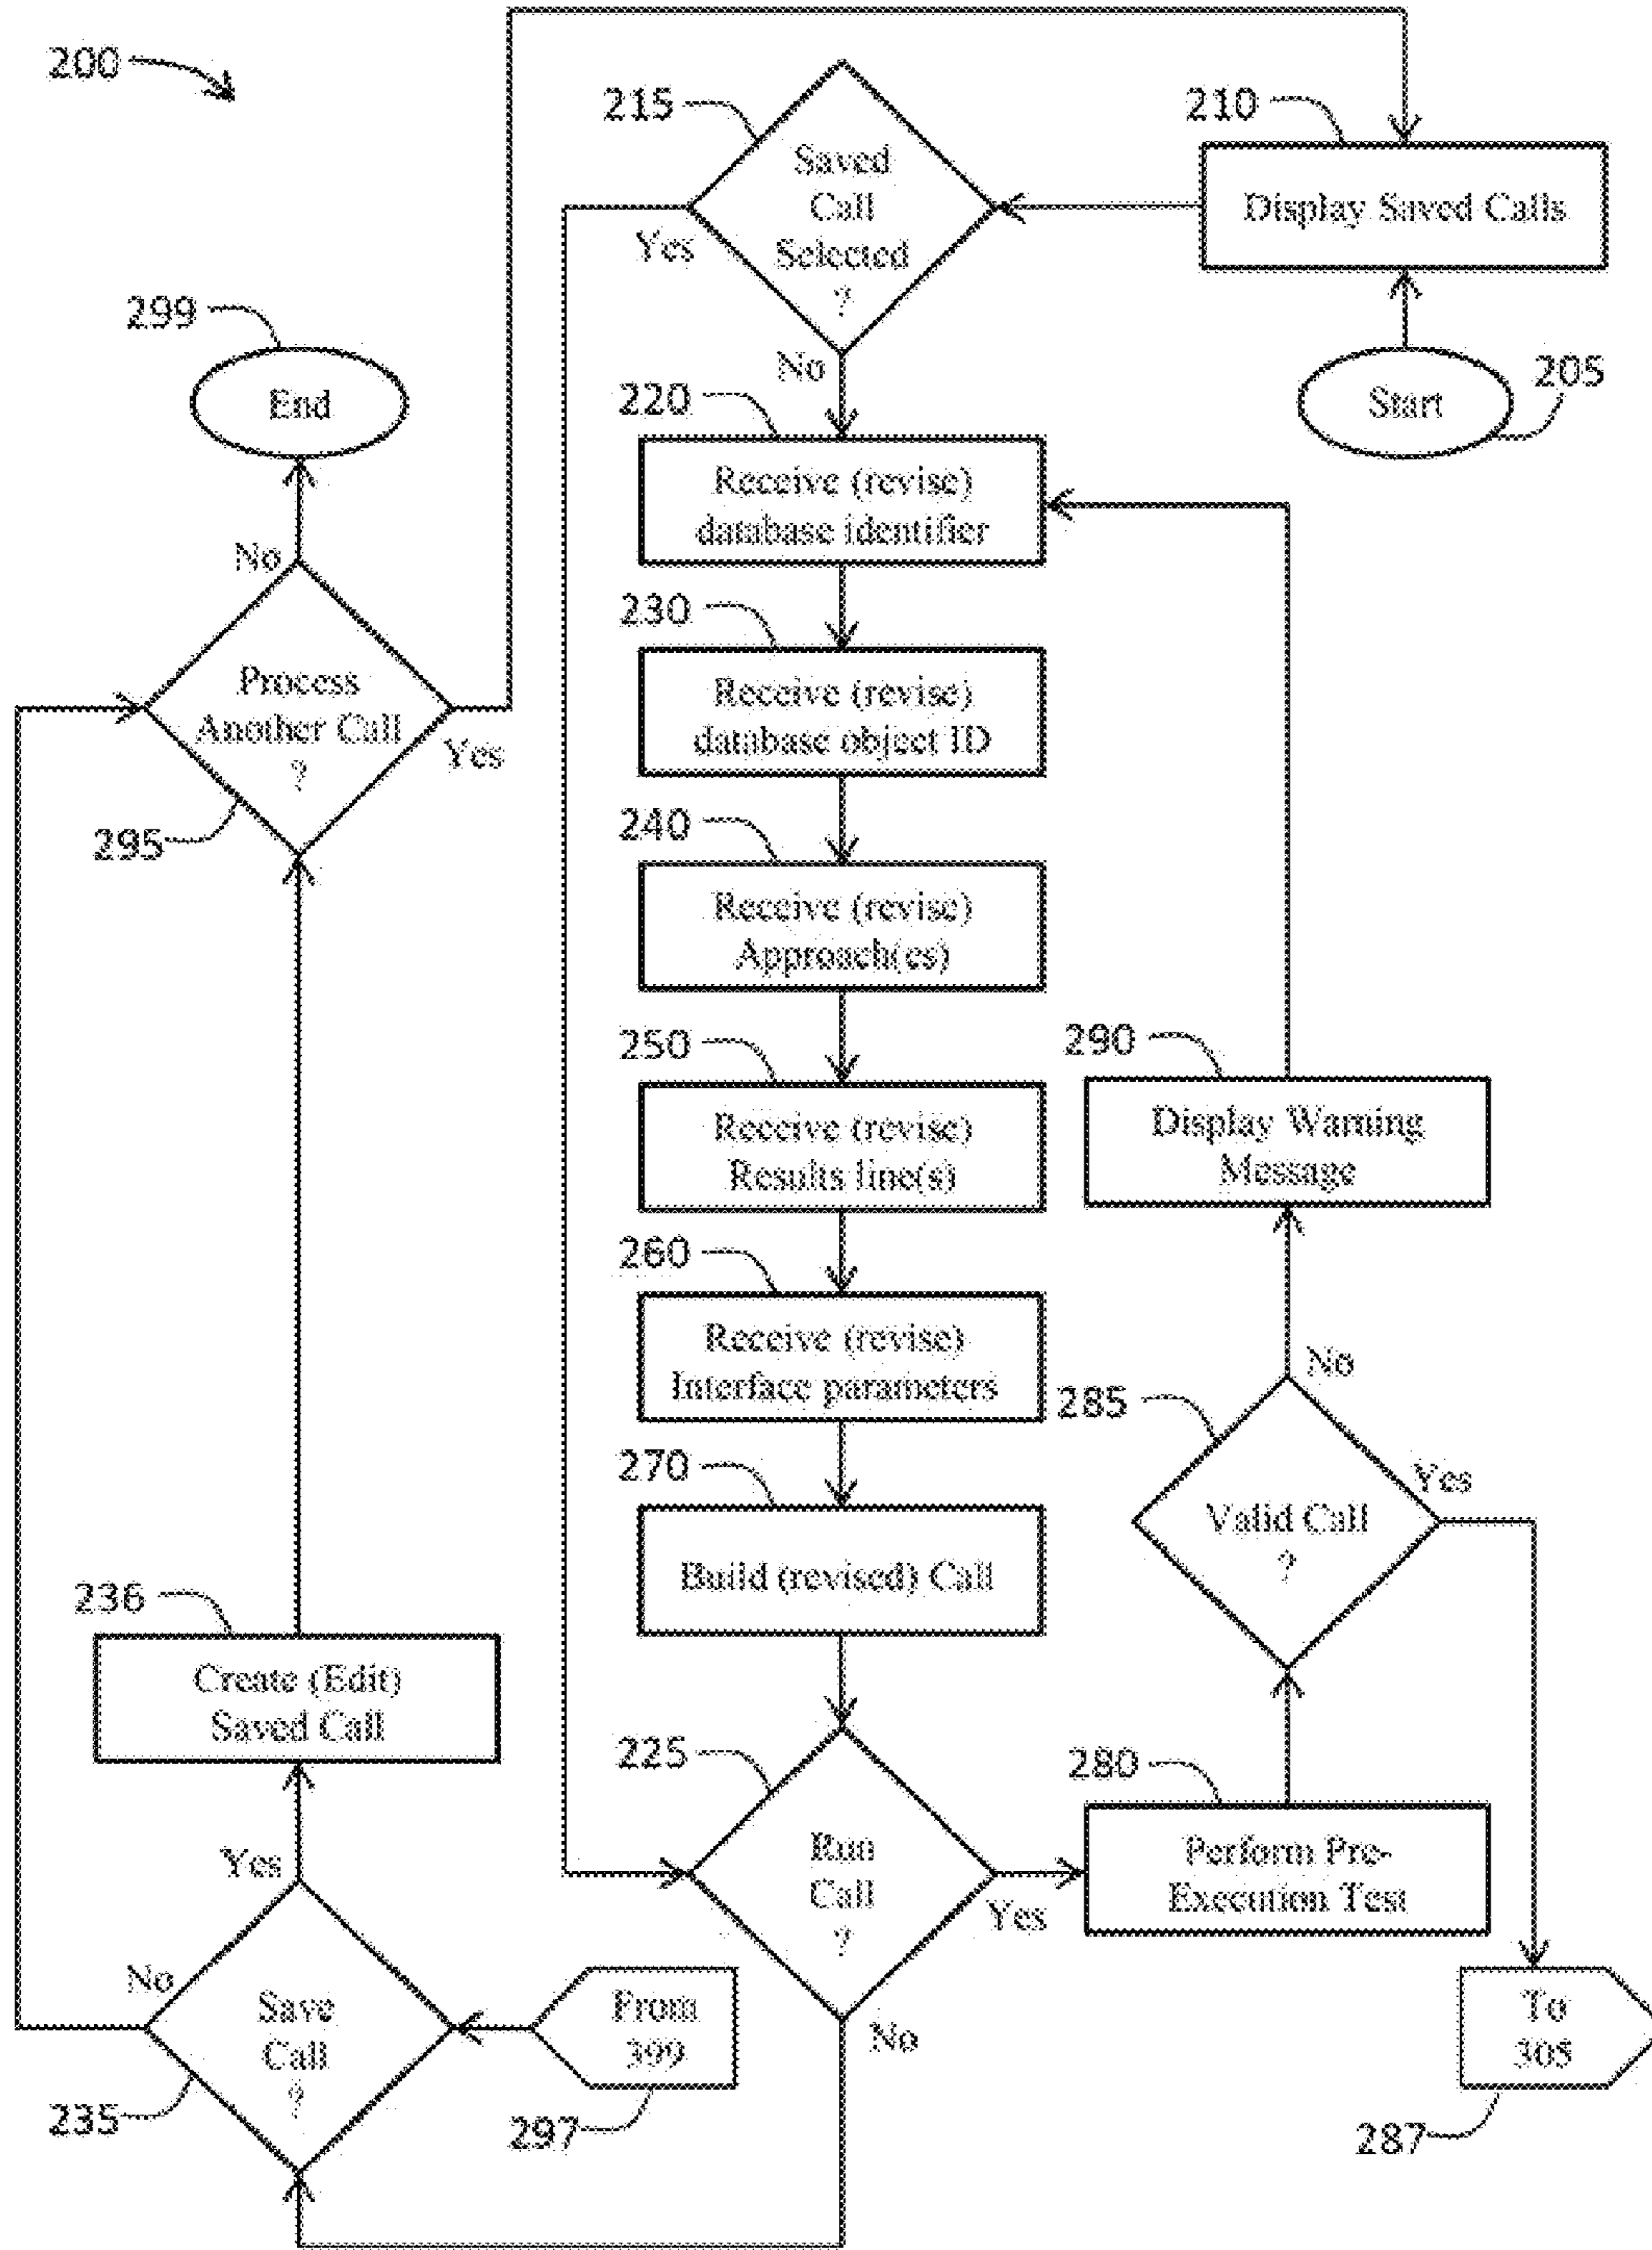 200
215
Saved
Call
Selected
?
Yes
No
210
Display Saved Calls
299
End
205
Start
220
Receive (revise)
database identifier
No
Process
Another Call
?
Yes
295
230
Receive (revise)
database object ID
240
Receive (revise)
Approach(es)
250
Receive (revise)
Results line(s)
290
Display Warning
Message
260
Receive (revise)
Interface parameters
No
285
Valid Call
?
Yes
270
Build (revised) Call
236
Create (Edit)
Saved Call
225
Run
Call
?
Yes
No
280
Perform Pre-
Execution Test
Yes
No
Save
Call
?
235
From
399
297
To
305
287